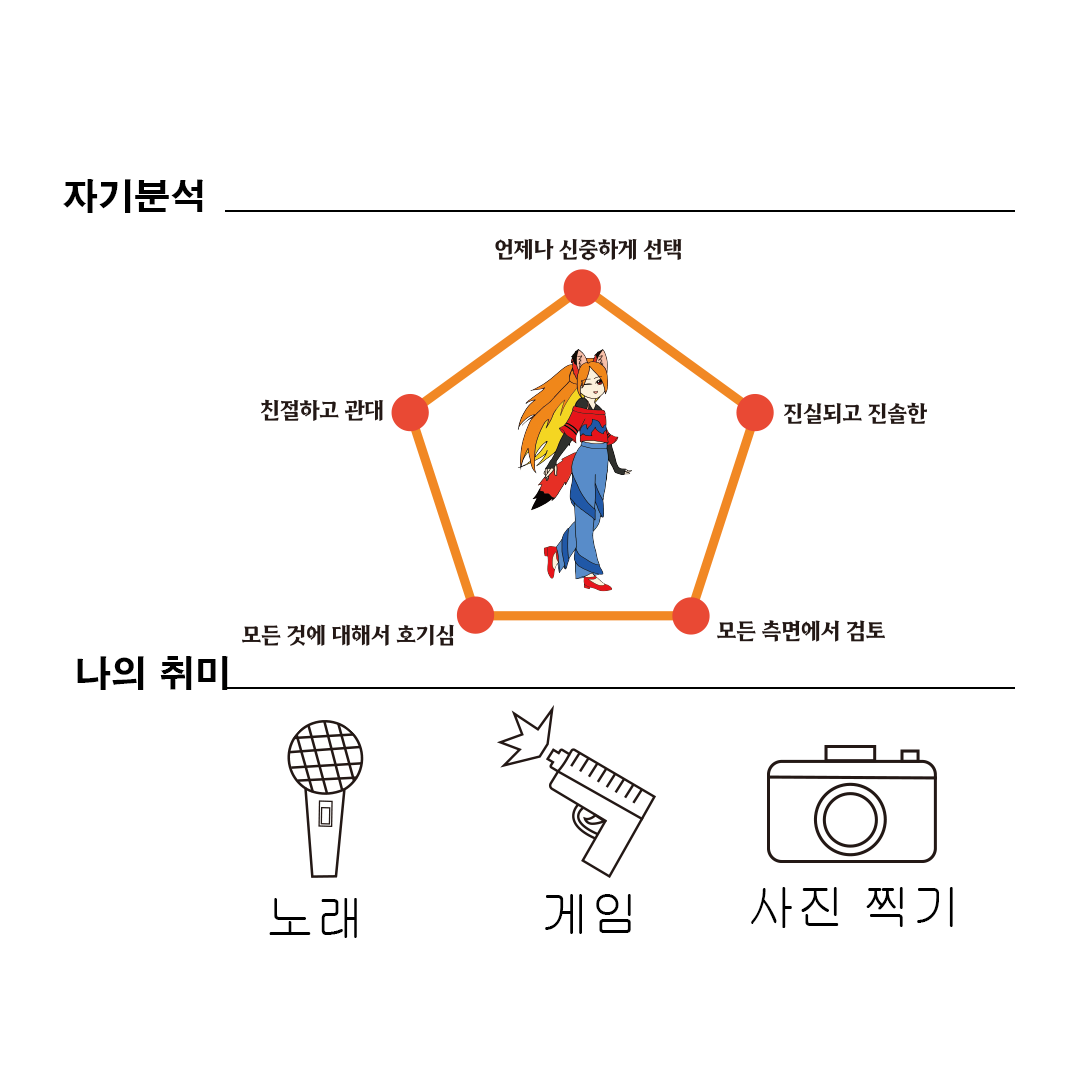 자기분석
언제나 신중하게 선택
친절하고 관대
진실되고 진솔한
모든 것에 대해서 호기심
모든 측면에서 검토
나의 취미
노래
게임
사진 찍기